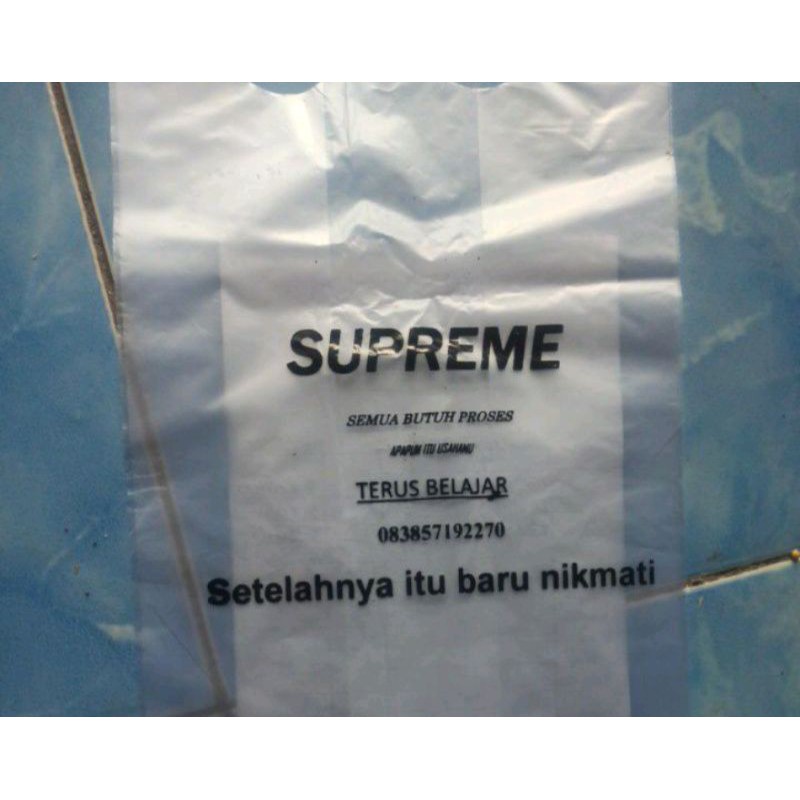 SUPREME
SEMUA BUTUH PROSES
APAPUN ITU USAHAMU
TERUS BELAJAR
083857192270
Setelahnya itu baru nikmati